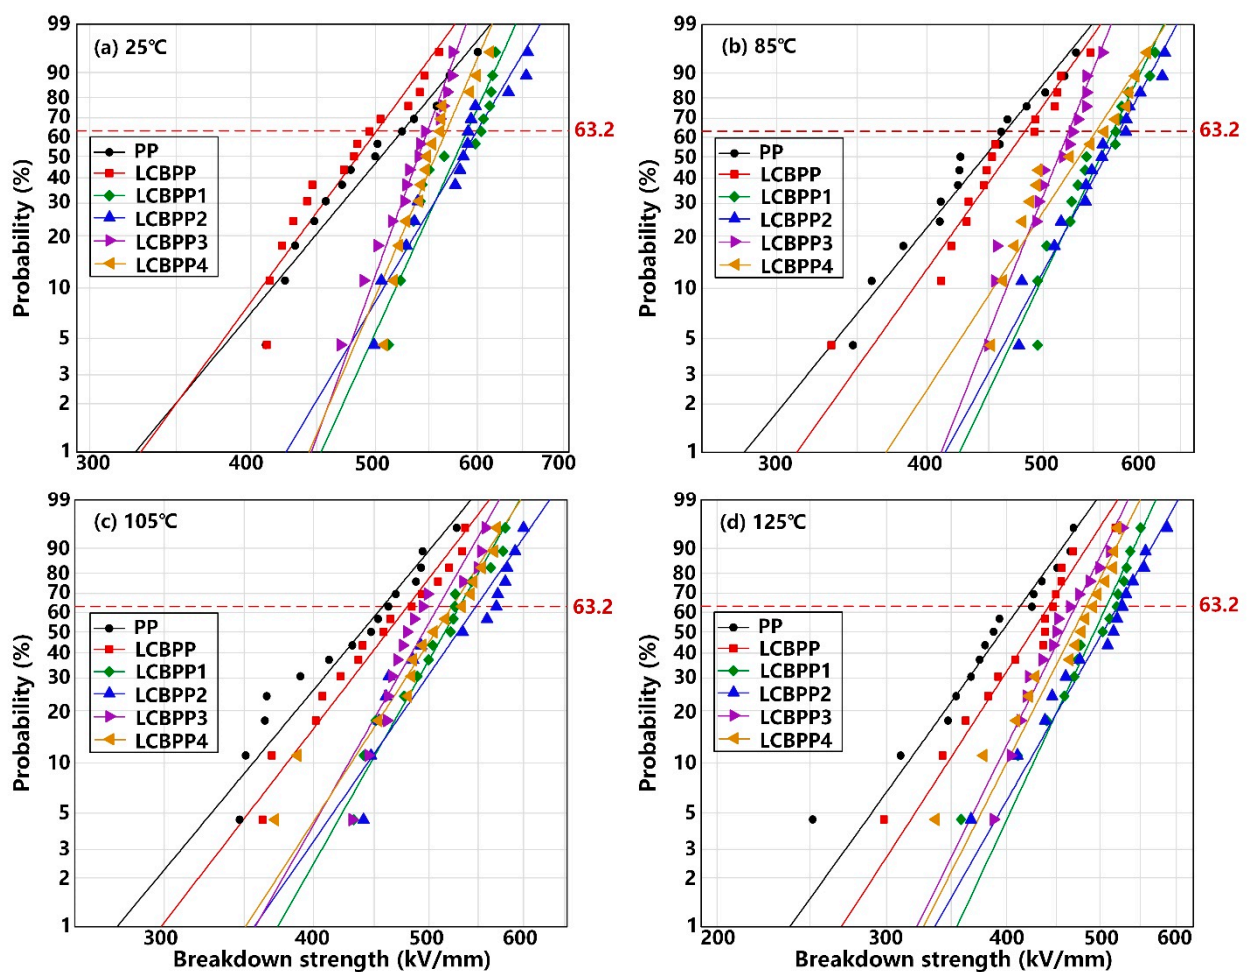 (a) 25℃
Probability (%)
99
90
80
70
60
50
40
30
20
10
5
3
2
1
63.2
PP
LCBPP
LCBPP1
LCBPP2
LCBPP3
LCBPP4
300 400 500 600 700
(b) 85℃
Probability (%)
99
90
80
70
60
50
40
30
20
10
5
3
2
1
63.2
PP
LCBPP
LCBPP1
LCBPP2
LCBPP3
LCBPP4
300 400 500 600
(c) 105℃
Probability (%)
99
90
80
70
60
50
40
30
20
10
5
3
2
1
63.2
PP
LCBPP
LCBPP1
LCBPP2
LCBPP3
LCBPP4
300 400 500 600
Breakdown strength (kV/mm)
(d) 125℃
Probability (%)
99
90
80
70
60
50
40
30
20
10
5
3
2
1
63.2
PP
LCBPP
LCBPP1
LCBPP2
LCBPP3
LCBPP4
200 300 400 500 600
Breakdown strength (kV/mm)